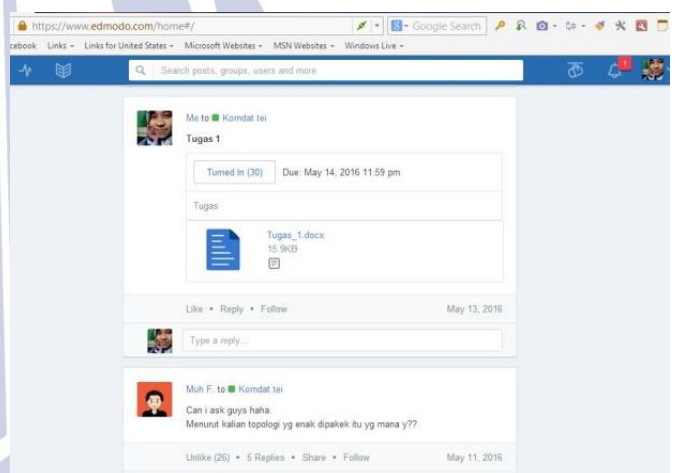 https://www.edmodo.com/home#/
Google Search
cebook Links Links for United States Microsoft Websites MSN Websites Windows Live
Search posts, groups, users and more
1
Me to Komdat tei
Tugas 1
Turned In (30) Due: May 14, 2016 11:59 pm
Tugas
Tugas_1.docx
15.9KB
Like • Reply • Follow May 13, 2016
Type a reply...
Muh F. to Komdat tei
Can i ask guys haha
Menurut kalian topologi yg enak dipakek itu yg mana y??
Unlike (26) • 5 Replies • Share • Follow May 11, 2016